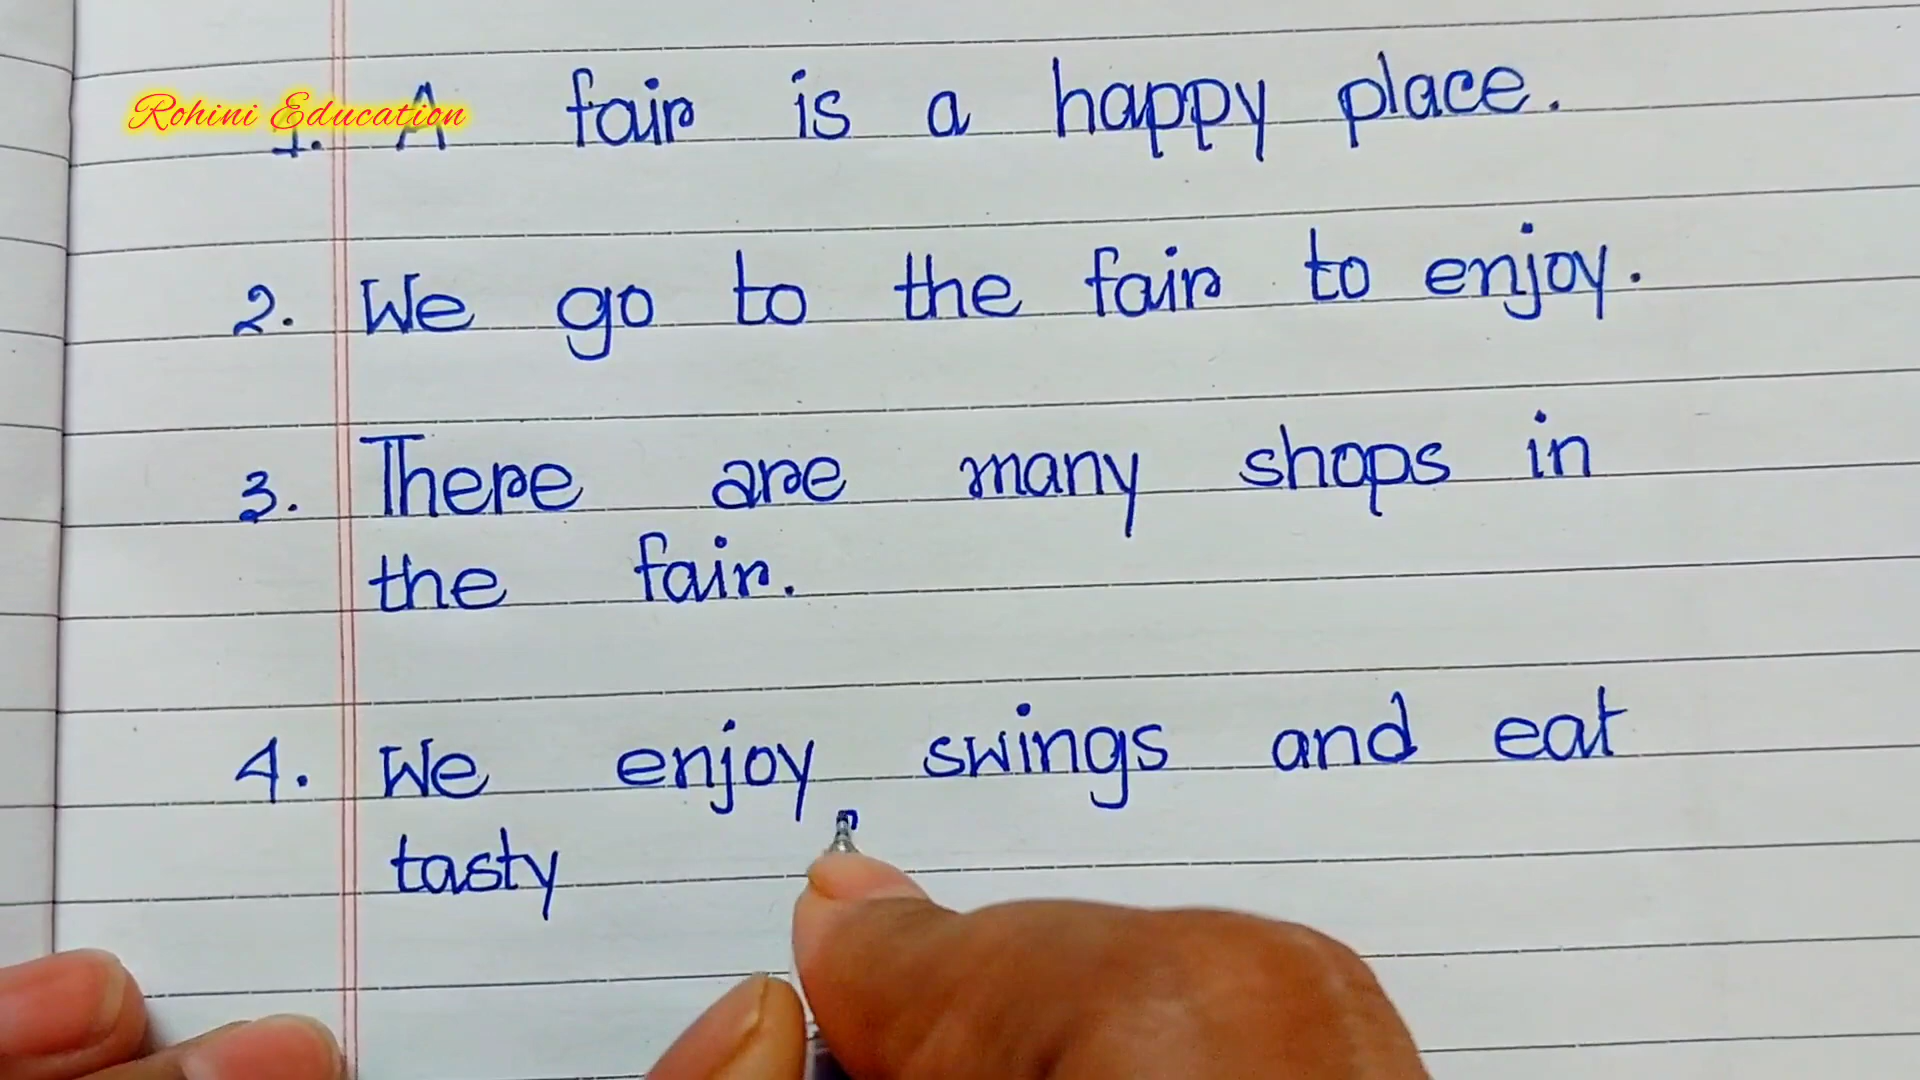 Rohini Education
1. A fair is a happy place.
2. We go to the fair to enjoy.
3. There are many shops in
the fair.
4. We enjoy swings and eat
tasty